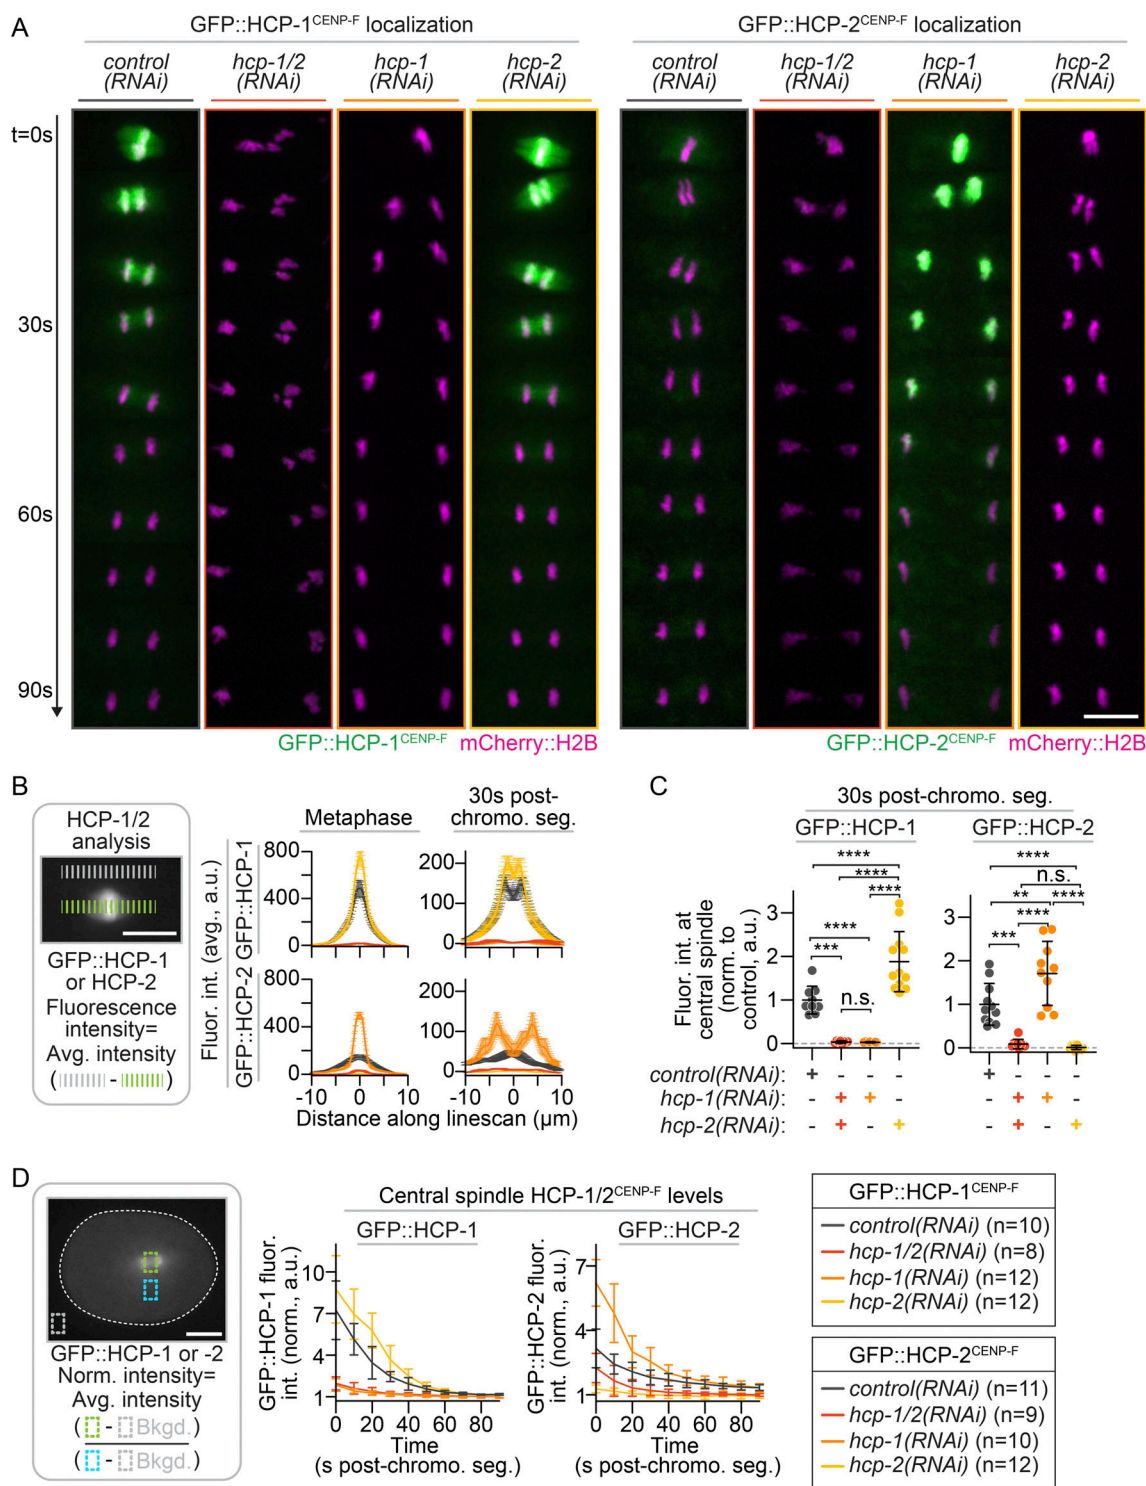 A
GFP::HCP-1CENP-F localization
GFP::HCP-2CENP-F localization
control
(RNAi)
hcp-1/2
(RNAi)
hcp-1
(RNAi)
hcp-2
(RNAi)
control
(RNAi)
hcp-1/2
(RNAi)
hcp-1
(RNAi)
hcp-2
(RNAi)
t=0s
30s
60s
90s
GFP::HCP-1CENP-F mCherry::H2B
GFP::HCP-2CENP-F mCherry::H2B
B
HCP-1/2
analysis
GFP::HCP-1
or HCP-2
Fluorescence
intensity=
Avg. intensity
( - )
Metaphase
30s post-
chromo. seg.
Fluor. int. (avg., a.u.)
GFP::HCP-2 GFP::HCP-1
800
400
0
200
100
0
800
400
0
200
100
0
-10 0 10
-10 0 10
Distance along linescan (µm)
C
30s post-chromo. seg.
GFP::HCP-1
GFP::HCP-2
Fluor. int. at
central spindle
(norm. to
control, a.u.)
****
**** ****
****
*** n.s.
3
2
1
0
****
n.s.
** ****
*** ****
3
2
1
0
control(RNAi): + - - - + - - -
hcp-1(RNAi): - + + - - + + -
hcp-2(RNAi): - + - + - + - +
D
GFP::HCP-1 or -2
Norm. intensity=
Avg. intensity
( - Bkgd.)
( - Bkgd.)
Central spindle HCP-1/2CENP-F levels
GFP::HCP-1
GFP::HCP-2
GFP::HCP-1 fluor.
int. (norm., a.u.)
10
7
4
1
0 20 40 60 80
Time
(s post-chromo. seg.)
GFP::HCP-2 fluor.
int. (norm., a.u.)
7
4
1
0 20 40 60 80
Time
(s post-chromo. seg.)
GFP::HCP-1CENP-F
control(RNAi) (n=10)
hcp-1/2(RNAi) (n=8)
hcp-1(RNAi) (n=12)
hcp-2(RNAi) (n=12)
GFP::HCP-2CENP-F
control(RNAi) (n=11)
hcp-1/2(RNAi) (n=9)
hcp-1(RNAi) (n=10)
hcp-2(RNAi) (n=12)